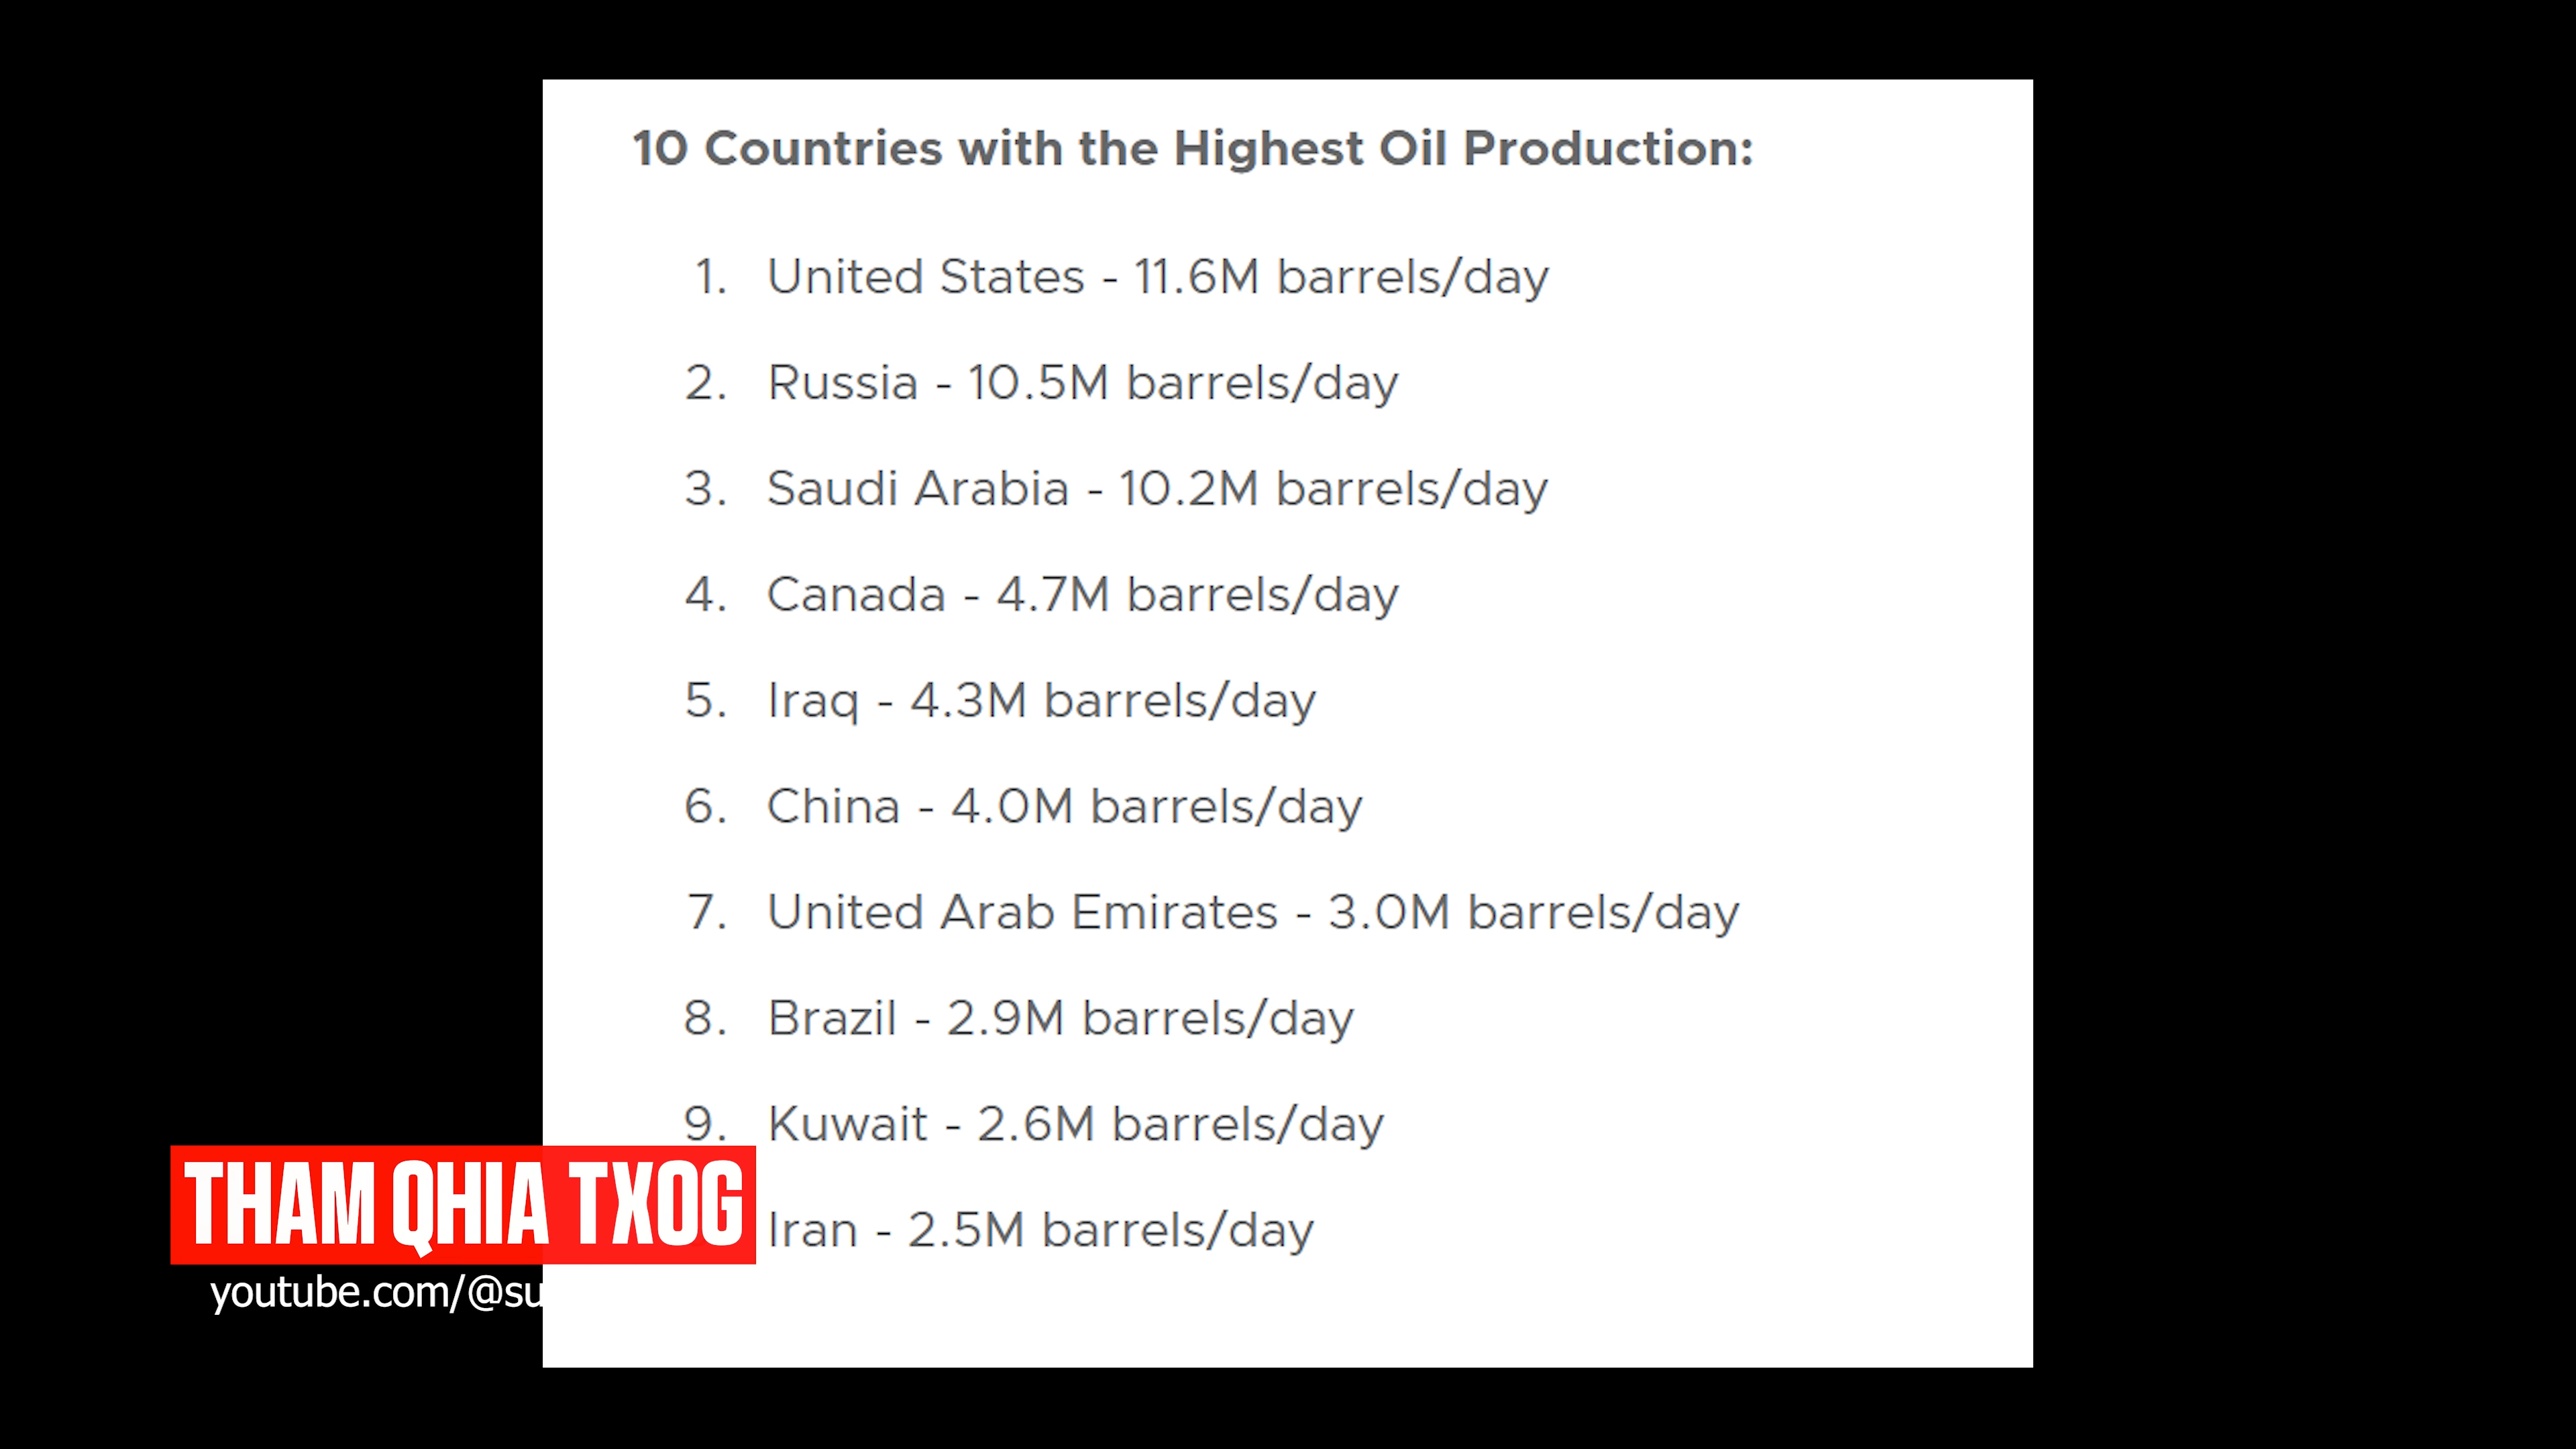 10 Countries with the Highest Oil Production:
1. United States - 11.6M barrels/day
2. Russia - 10.5M barrels/day
3. Saudi Arabia - 10.2M barrels/day
4. Canada - 4.7M barrels/day
5. Iraq - 4.3M barrels/day
6. China - 4.0M barrels/day
7. United Arab Emirates - 3.0M barrels/day
8. Brazil - 2.9M barrels/day
9. Kuwait - 2.6M barrels/day
Iran - 2.5M barrels/day
THAM QHIA TXOG
youtube.com/@su